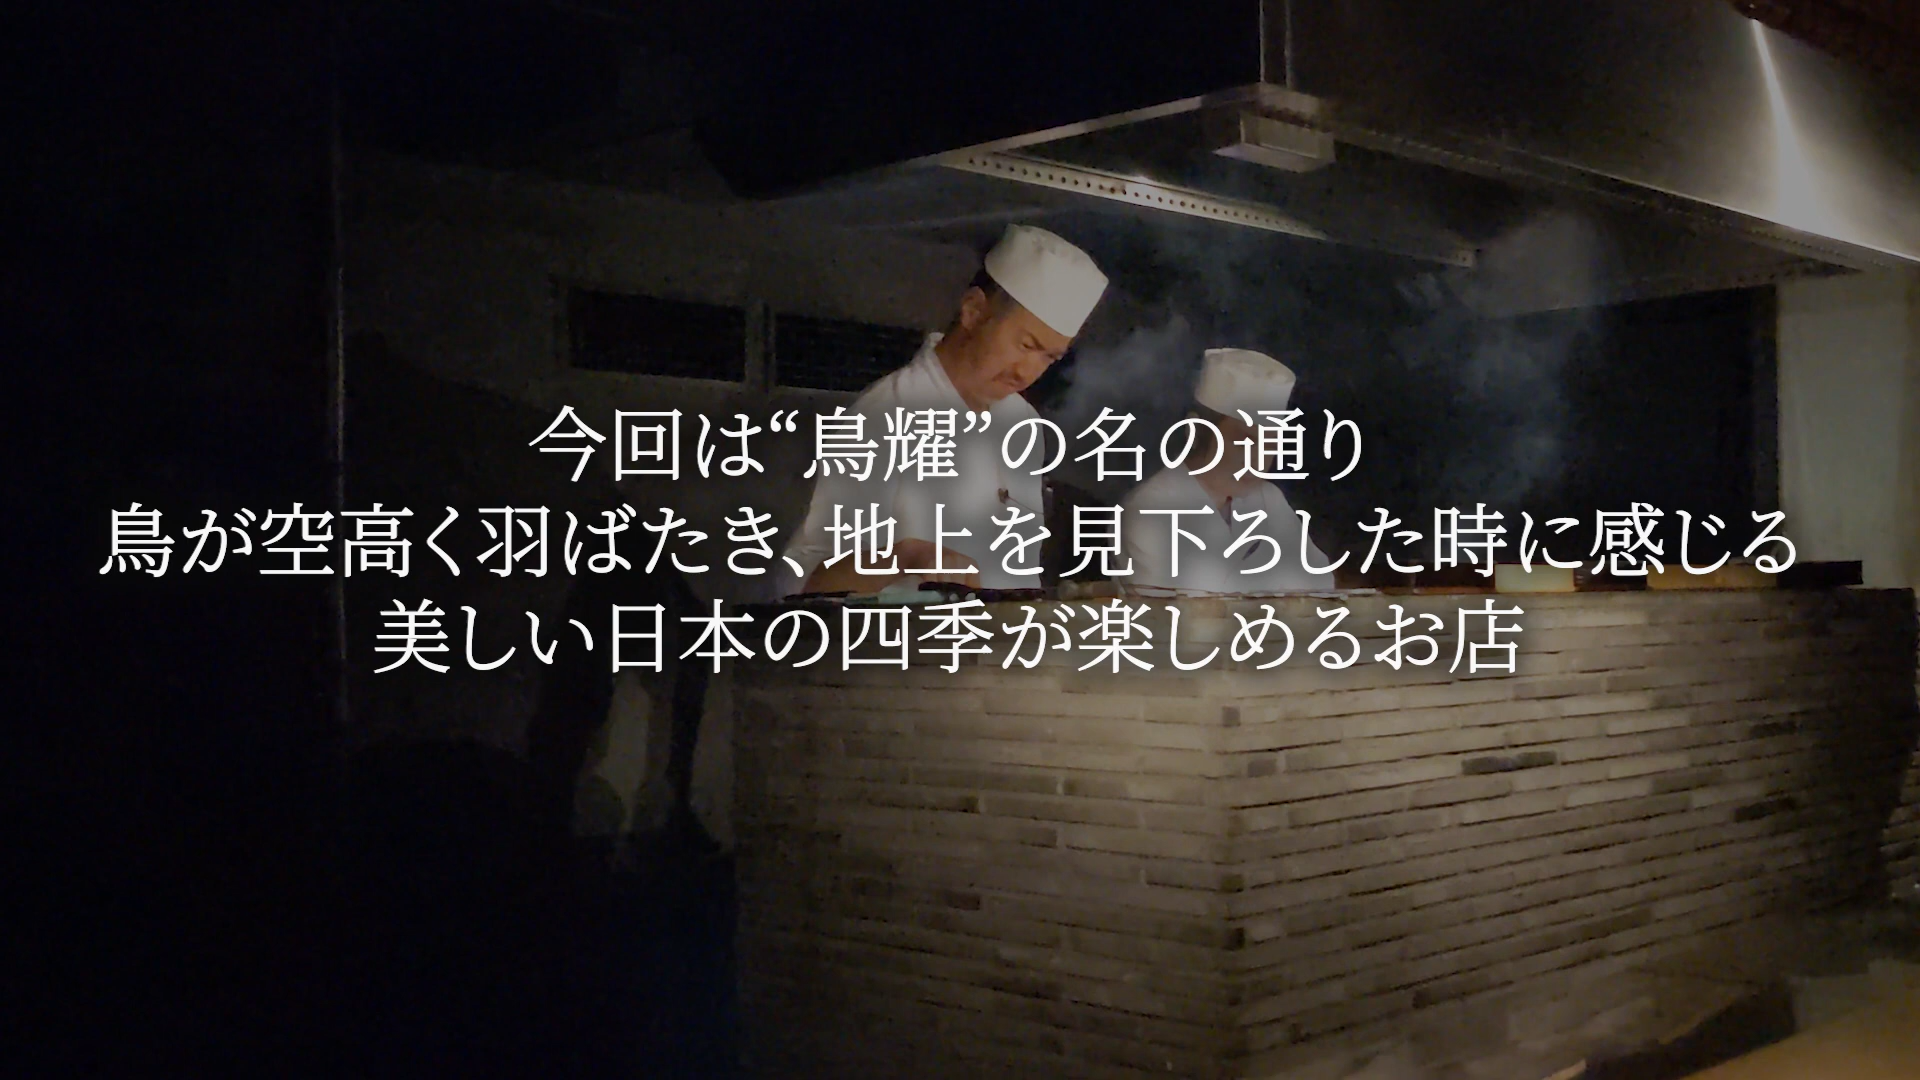 今回は“鳥耀”の名の通り
鳥が空高く羽ばたき、地上を見下ろした時に感じる
美しい日本の四季が楽しめるお店